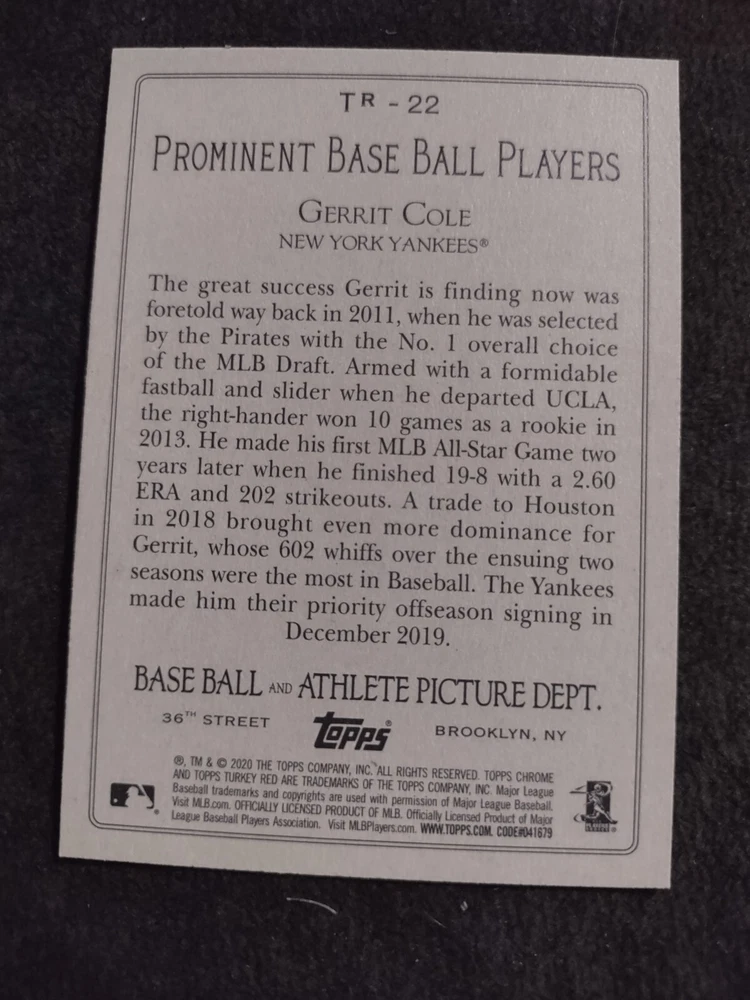 TR - 22
PROMINENT BASE BALL PLAYERS
GERRIT COLE
NEW YORK YANKEES®
The great success Gerrit is finding now was
foretold way back in 2011, when he was selected
by the Pirates with the No. 1 overall choice
of the MLB Draft. Armed with a formidable
fastball and slider when he departed UCLA,
the right-hander won 10 games as a rookie in
2013. He made his first MLB All-Star Game two
years later when he finished 19-8 with a 2.60
ERA and 202 strikeouts. A trade to Houston
in 2018 brought even more dominance for
Gerrit, whose 602 whiffs over the ensuing two
seasons were the most in Baseball. The Yankees
made him their priority offseason signing in
December 2019.
BASE BALL AND ATHLETE PICTURE DEPT.
36TH STREET topps® BROOKLYN, NY
®, TM & © 2020 THE TOPPS COMPANY, INC. ALL RIGHTS RESERVED. TOPPS CHROME
AND TOPPS TURKEY RED ARE TRADEMARKS OF THE TOPPS COMPANY, INC. Major League
Baseball trademarks and copyrights are used with permission of Major League Baseball.
Visit MLB.com. OFFICIALLY LICENSED PRODUCT OF MLB. Officially Licensed Product of Major
League Baseball Players Association. Visit MLBPlayers.com. WWW.TOPPS.COM. CODE#041679